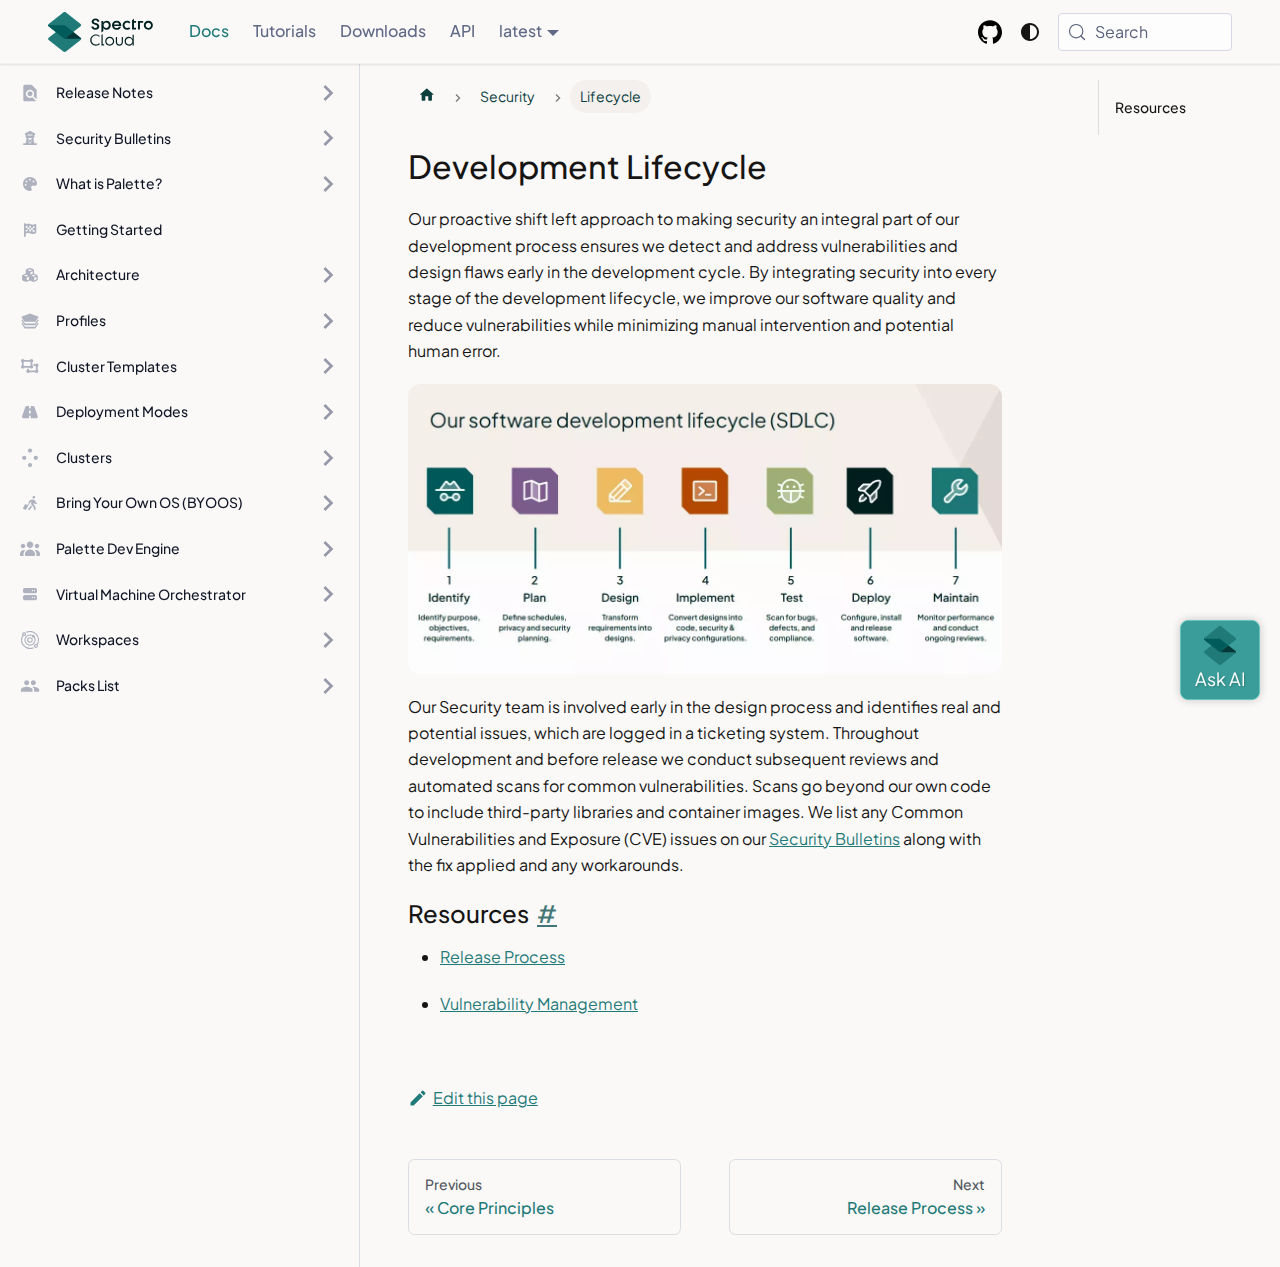 Spectro
Cloud
Docs
Tutorials
Downloads
API
latest
Search
Release Notes
Security Bulletins
What is Palette?
Getting Started
Architecture
Profiles
Cluster Templates
Deployment Modes
Clusters
Bring Your Own OS (BYOOS)
Palette Dev Engine
Virtual Machine Orchestrator
Workspaces
Packs List
Security
Lifecycle
Development Lifecycle
Our proactive shift left approach to making security an integral part of our
development process ensures we detect and address vulnerabilities and
design flaws early in the development cycle. By integrating security into every
stage of the development lifecycle, we improve our software quality and
reduce vulnerabilities while minimizing manual intervention and potential
human error.
Our software development lifecycle (SDLC)
1
Identify
Identify purpose,
objectives,
requirements.
2
Plan
Define schedules,
privacy and security
planning.
3
Design
Transform
requirements into
designs.
4
Implement
Convert designs into
code, security &
privacy configurations.
5
Test
Scan for bugs,
defects, and
compliance.
6
Deploy
Configure, install
and release
software.
7
Maintain
Monitor performance
and conduct
ongoing reviews.
Our Security team is involved early in the design process and identifies real and
potential issues, which are logged in a ticketing system. Throughout
development and before release we conduct subsequent reviews and
automated scans for common vulnerabilities. Scans go beyond our own code
to include third-party libraries and container images. We list any Common
Vulnerabilities and Exposure (CVE) issues on our Security Bulletins along with
the fix applied and any workarounds.
Resources #
Release Process
Vulnerability Management
Edit this page
Previous
« Core Principles
Next
Release Process »
Resources
Ask AI